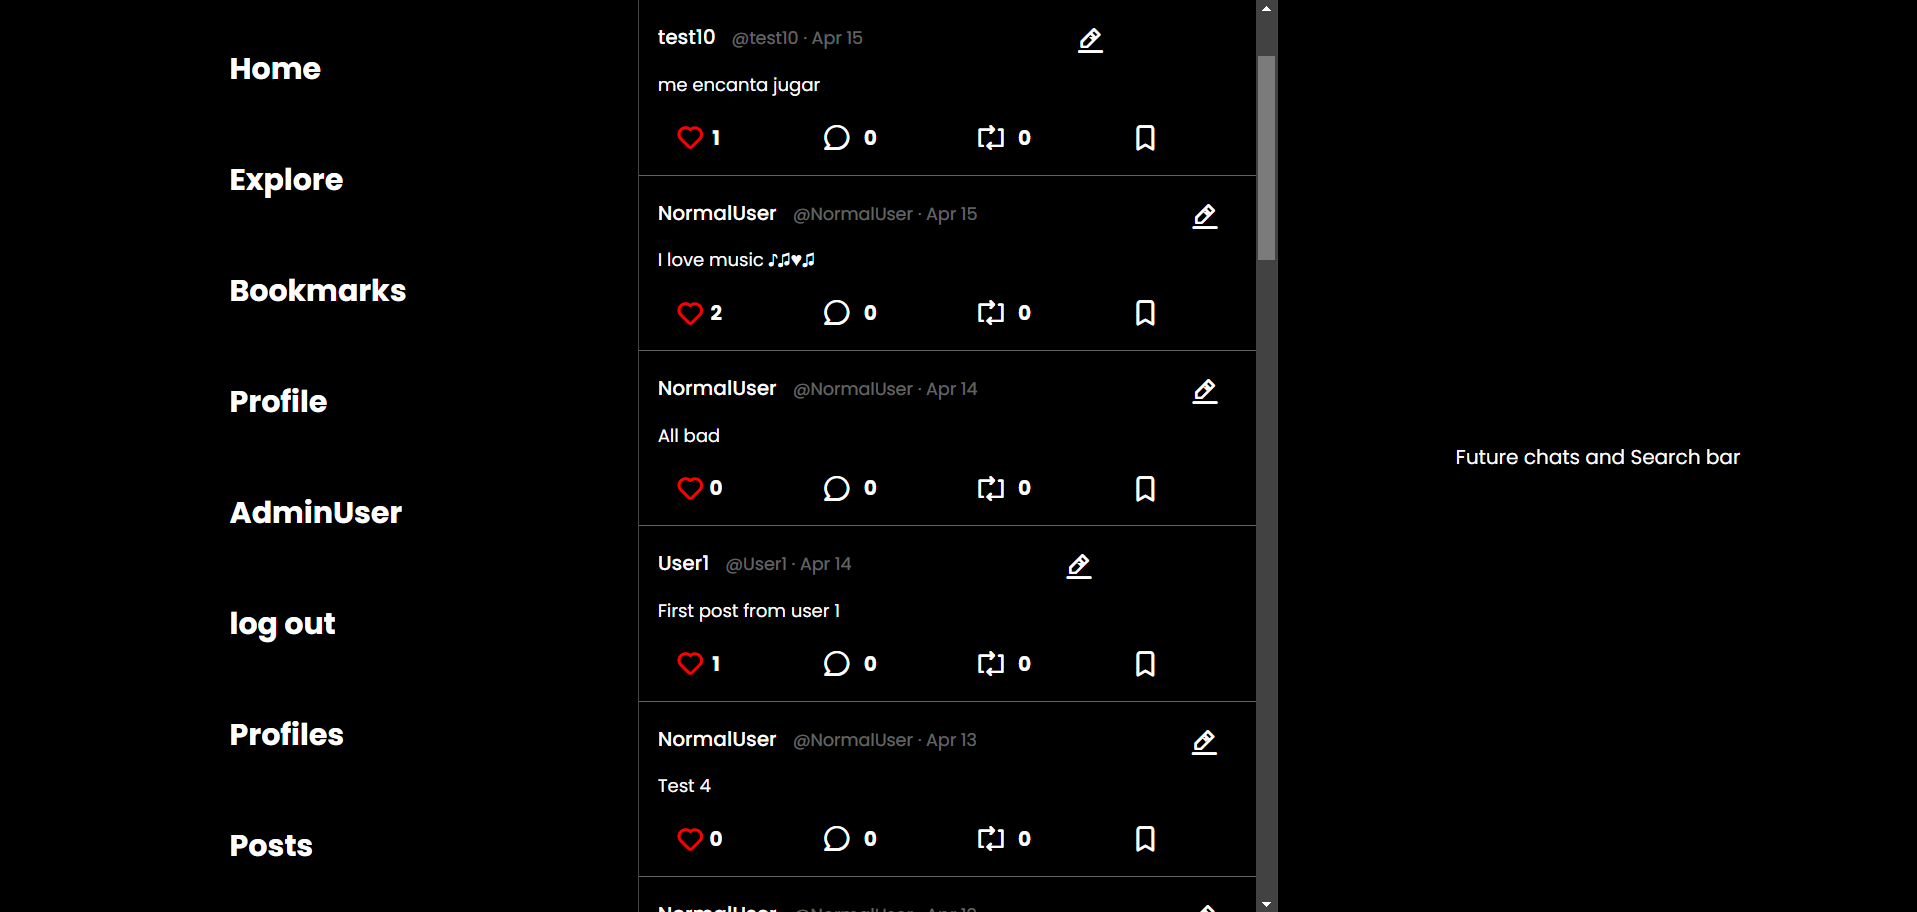 Home
Explore
Bookmarks
Profile
AdminUser
log out
Profiles
Posts
test10 @test10 · Apr 15
me encanta jugar
1 0 0
NormalUser @NormalUser · Apr 15
I love music ♪♫♥♫
2 0 0
NormalUser @NormalUser · Apr 14
All bad
0 0 0
User1 @User1 · Apr 14
First post from user 1
1 0 0
NormalUser @NormalUser · Apr 13
Test 4
0 0 0
NormalUser @NormalUser
Future chats and Search bar